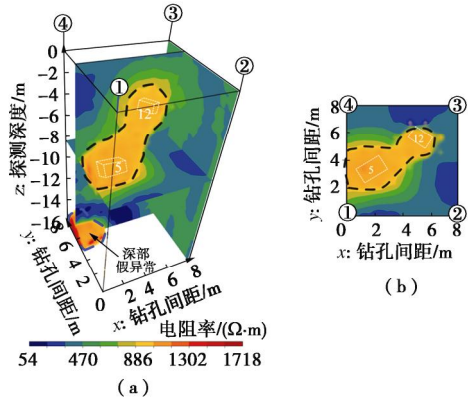 ③
④
②
①
0
-2
-4
-6
-8
-10
-12
-14
-16
z: 探测深度/m
12
5
8
6
4
2
y: 钻孔间距/m
深部
假异常
0
2
4
6
8
x: 钻孔间距/m
电阻率/(Ω·m)
54 470 886 1302 1718
(a)
④ ③
8
6
4
2
y: 钻孔间距/m
12
5
① ②
0 2 4 6 8
x: 钻孔间距/m
(b)